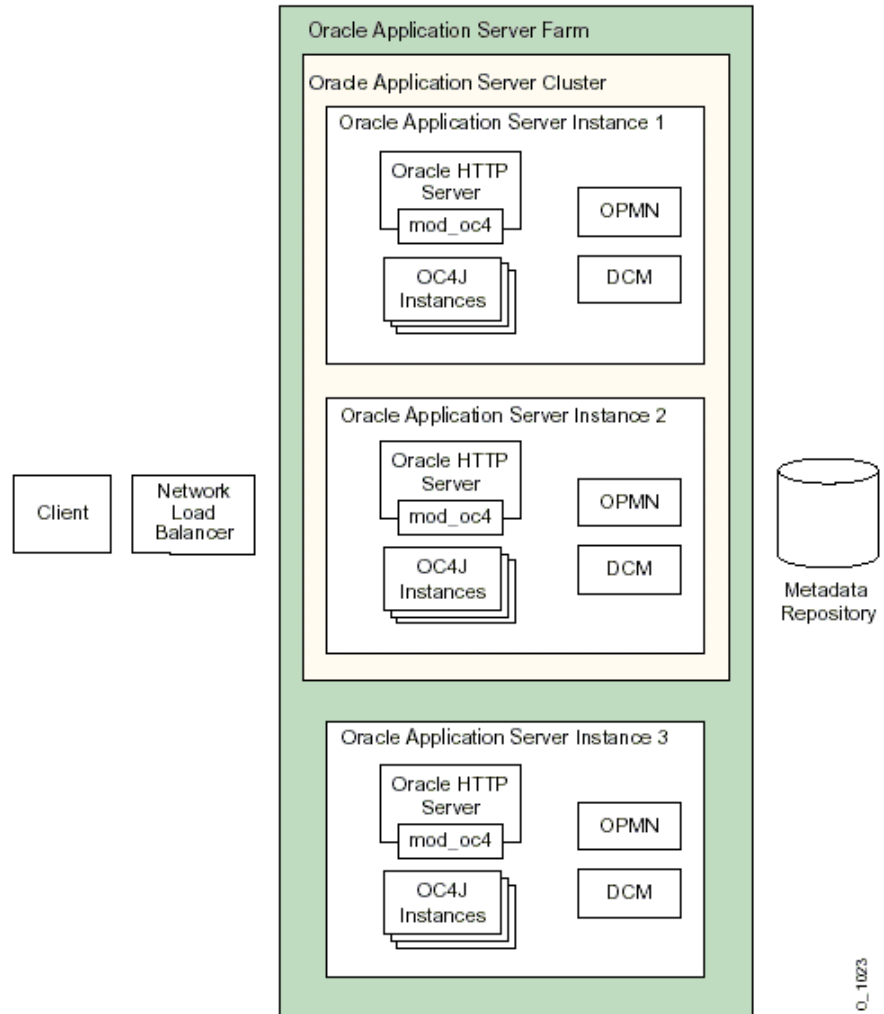 Oracle Application Server Farm
Oracle Application Server Cluster
Oracle Application Server Instance 1
Oracle HTTP
Server
mod_oc4
OPMN
OC4J
Instances
DCM
Oracle Application Server Instance 2
Oracle HTTP
Server
mod_oc4
OPMN
OC4J
Instances
DCM
Client
Network
Load
Balancer
Metadata
Repository
Oracle Application Server Instance 3
Oracle HTTP
Server
mod_oc4
OPMN
OC4J
Instances
DCM
O_1023